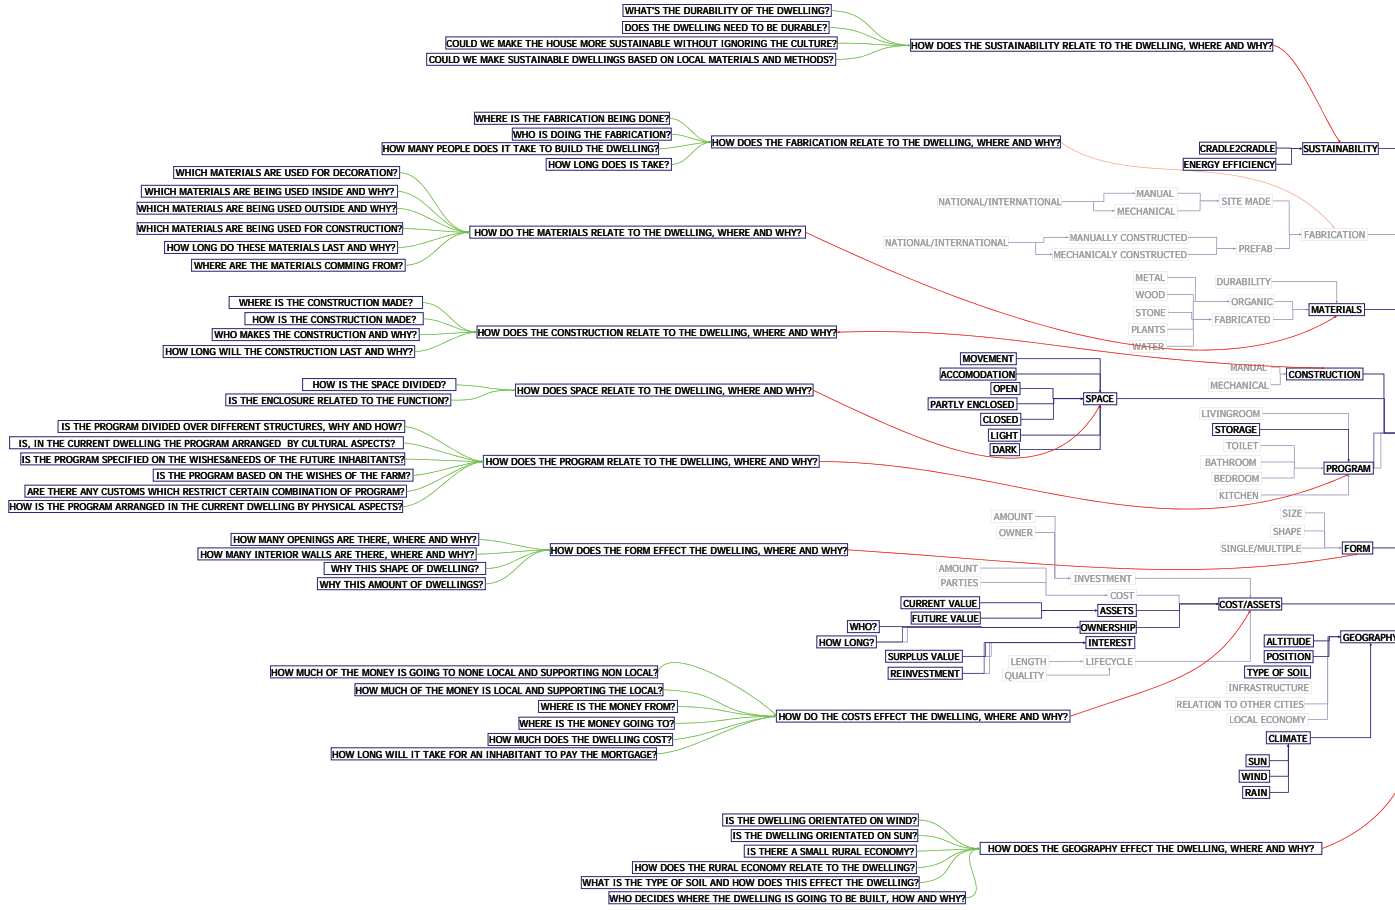 WHAT'S THE DURABILITY OF THE DWELLING?
DOES THE DWELLING NEED TO BE DURABLE?
COULD WE MAKE THE HOUSE MORE SUSTAINABLE WITHOUT IGNORING THE CULTURE?
COULD WE MAKE SUSTAINABLE DWELLINGS BASED ON LOCAL MATERIALS AND METHODS?
HOW DOES THE SUSTAINABILITY RELATE TO THE DWELLING, WHERE AND WHY?
CRADLE2CRADLE
ENERGY EFFICIENCY
SUSTAINABILITY
WHERE IS THE FABRICATION BEING DONE?
WHO IS DOING THE FABRICATION?
HOW MANY PEOPLE DOES IT TAKE TO BUILD THE DWELLING?
HOW LONG DOES IS TAKE?
HOW DOES THE FABRICATION RELATE TO THE DWELLING, WHERE AND WHY?
NATIONAL/INTERNATIONAL
MANUAL
MECHANICAL
SITE MADE
NATIONAL/INTERNATIONAL
MANUALLY CONSTRUCTED
MECHANICALY CONSTRUCTED
PREFAB
FABRICATION
WHICH MATERIALS ARE USED FOR DECORATION?
WHICH MATERIALS ARE BEING USED INSIDE AND WHY?
WHICH MATERIALS ARE BEING USED OUTSIDE AND WHY?
WHICH MATERIALS ARE BEING USED FOR CONSTRUCTION?
HOW LONG DO THESE MATERIALS LAST AND WHY?
WHERE ARE THE MATERIALS COMMING FROM?
HOW DO THE MATERIALS RELATE TO THE DWELLING, WHERE AND WHY?
METAL
WOOD
STONE
PLANTS
WATER
DURABILITY
ORGANIC
FABRICATED
MATERIALS
WHERE IS THE CONSTRUCTION MADE?
HOW IS THE CONSTRUCTION MADE?
WHO MAKES THE CONSTRUCTION AND WHY?
HOW LONG WILL THE CONSTRUCTION LAST AND WHY?
HOW DOES THE CONSTRUCTION RELATE TO THE DWELLING, WHERE AND WHY?
MANUAL
MECHANICAL
CONSTRUCTION
HOW IS THE SPACE DIVIDED?
IS THE ENCLOSURE RELATED TO THE FUNCTION?
HOW DOES SPACE RELATE TO THE DWELLING, WHERE AND WHY?
MOVEMENT
ACCOMODATION
OPEN
PARTLY ENCLOSED
CLOSED
LIGHT
DARK
SPACE
IS THE PROGRAM DIVIDED OVER DIFFERENT STRUCTURES, WHY AND HOW?
IS, IN THE CURRENT DWELLING THE PROGRAM ARRANGED BY CULTURAL ASPECTS?
IS THE PROGRAM SPECIFIED ON THE WISHES&NEEDS OF THE FUTURE INHABITANTS?
IS THE PROGRAM BASED ON THE WISHES OF THE FARM?
ARE THERE ANY CUSTOMS WHICH RESTRICT CERTAIN COMBINATION OF PROGRAM?
HOW IS THE PROGRAM ARRANGED IN THE CURRENT DWELLING BY PHYSICAL ASPECTS?
HOW DOES THE PROGRAM RELATE TO THE DWELLING, WHERE AND WHY?
LIVINGROOM
STORAGE
TOILET
BATHROOM
BEDROOM
KITCHEN
PROGRAM
HOW MANY OPENINGS ARE THERE, WHERE AND WHY?
HOW MANY INTERIOR WALLS ARE THERE, WHERE AND WHY?
WHY THIS SHAPE OF DWELLING?
WHY THIS AMOUNT OF DWELLINGS?
HOW DOES THE FORM EFFECT THE DWELLING, WHERE AND WHY?
SIZE
SHAPE
SINGLE/MULTIPLE
FORM
AMOUNT
OWNER
AMOUNT
PARTIES
INVESTMENT
COST
CURRENT VALUE
FUTURE VALUE
ASSETS
WHO?
HOW LONG?
OWNERSHIP
SURPLUS VALUE
REINVESTMENT
INTEREST
LENGTH
QUALITY
LIFECYCLE
COST/ASSETS
HOW MUCH OF THE MONEY IS GOING TO NONE LOCAL AND SUPPORTING NON LOCAL?
HOW MUCH OF THE MONEY IS LOCAL AND SUPPORTING THE LOCAL?
WHERE IS THE MONEY FROM?
WHERE IS THE MONEY GOING TO?
HOW MUCH DOES THE DWELLING COST?
HOW LONG WILL IT TAKE FOR AN INHABITANT TO PAY THE MORTGAGE?
HOW DO THE COSTS EFFECT THE DWELLING, WHERE AND WHY?
GEOGRAPHY
ALTITUDE
POSITION
TYPE OF SOIL
INFRASTRUCTURE
RELATION TO OTHER CITIES
LOCAL ECONOMY
CLIMATE
SUN
WIND
RAIN
IS THE DWELLING ORIENTATED ON WIND?
IS THE DWELLING ORIENTATED ON SUN?
IS THERE A SMALL RURAL ECONOMY?
HOW DOES THE RURAL ECONOMY RELATE TO THE DWELLING?
WHAT IS THE TYPE OF SOIL AND HOW DOES THIS EFFECT THE DWELLING?
WHO DECIDES WHERE THE DWELLING IS GOING TO BE BUILT, HOW AND WHY?
HOW DOES THE GEOGRAPHY EFFECT THE DWELLING, WHERE AND WHY?